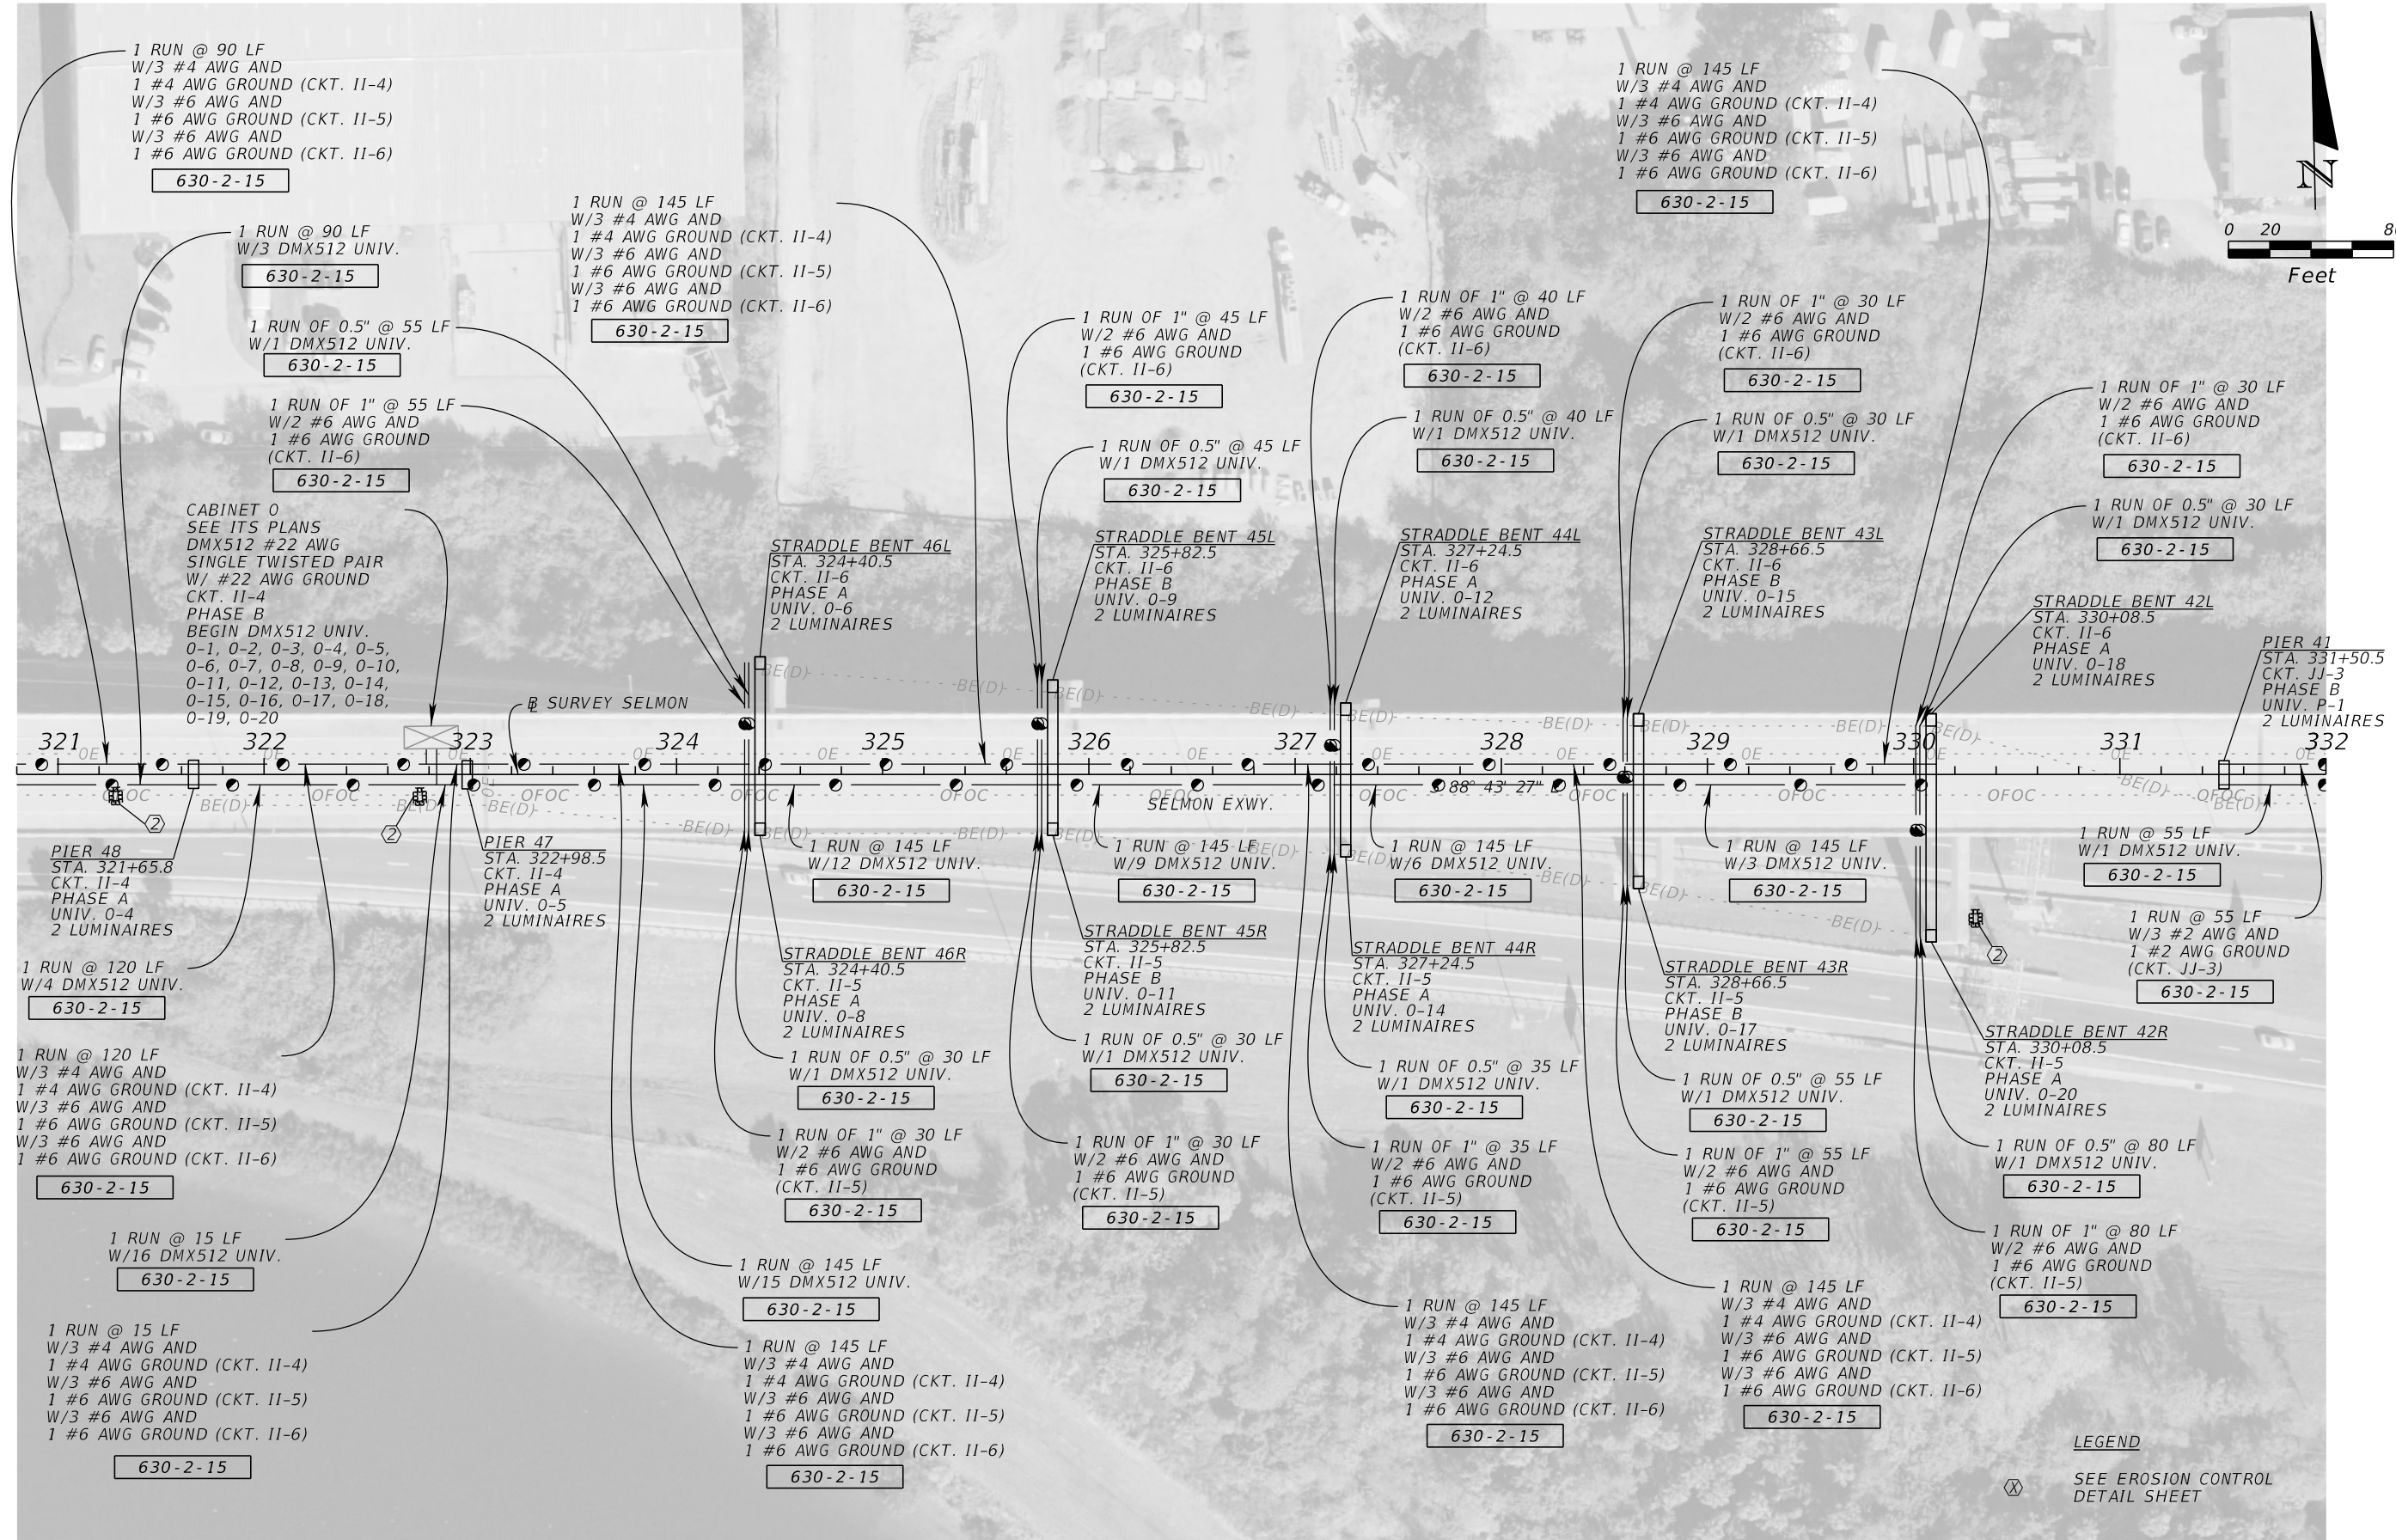 1 RUN @ 90 LF
W/3 #4 AWG AND
1 #4 AWG GROUND (CKT. II-4)
W/3 #6 AWG AND
1 #6 AWG GROUND (CKT. II-5)
W/3 #6 AWG AND
1 #6 AWG GROUND (CKT. II-6)
630-2-15
1 RUN @ 90 LF
W/3 DMX512 UNIV.
630-2-15
1 RUN OF 0.5" @ 55 LF
W/1 DMX512 UNIV.
630-2-15
1 RUN OF 1" @ 55 LF
W/2 #6 AWG AND
1 #6 AWG GROUND
(CKT. II-6)
630-2-15
CABINET O
SEE ITS PLANS
DMX512 #22 AWG
SINGLE TWISTED PAIR
W/ #22 AWG GROUND
CKT. II-4
PHASE B
BEGIN DMX512 UNIV.
O-1, O-2, O-3, O-4, O-5,
O-6, O-7, O-8, O-9, O-10,
O-11, O-12, O-13, O-14,
O-15, O-16, O-17, O-18,
O-19, O-20
1 RUN @ 145 LF
W/3 #4 AWG AND
1 #4 AWG GROUND (CKT. II-4)
W/3 #6 AWG AND
1 #6 AWG GROUND (CKT. II-5)
W/3 #6 AWG AND
1 #6 AWG GROUND (CKT. II-6)
630-2-15
1 RUN OF 1" @ 45 LF
W/2 #6 AWG AND
1 #6 AWG GROUND
(CKT. II-6)
630-2-15
1 RUN OF 0.5" @ 45 LF
W/1 DMX512 UNIV.
630-2-15
1 RUN OF 1" @ 40 LF
W/2 #6 AWG AND
1 #6 AWG GROUND
(CKT. II-6)
630-2-15
1 RUN OF 0.5" @ 40 LF
W/1 DMX512 UNIV.
630-2-15
1 RUN @ 145 LF
W/3 #4 AWG AND
1 #4 AWG GROUND (CKT. II-4)
W/3 #6 AWG AND
1 #6 AWG GROUND (CKT. II-5)
W/3 #6 AWG AND
1 #6 AWG GROUND (CKT. II-6)
630-2-15
1 RUN OF 1" @ 30 LF
W/2 #6 AWG AND
1 #6 AWG GROUND
(CKT. II-6)
630-2-15
1 RUN OF 0.5" @ 30 LF
W/1 DMX512 UNIV.
630-2-15
N
0 20 80
Feet
1 RUN OF 1" @ 30 LF
W/2 #6 AWG AND
1 #6 AWG GROUND
(CKT. II-6)
630-2-15
1 RUN OF 0.5" @ 30 LF
W/1 DMX512 UNIV.
630-2-15
STRADDLE BENT 46L
STA. 324+40.5
CKT. II-6
PHASE A
UNIV. O-6
2 LUMINAIRES
STRADDLE BENT 45L
STA. 325+82.5
CKT. II-6
PHASE B
UNIV. O-9
2 LUMINAIRES
STRADDLE BENT 44L
STA. 327+24.5
CKT. II-6
PHASE A
UNIV. O-12
2 LUMINAIRES
STRADDLE BENT 43L
STA. 328+66.5
CKT. II-6
PHASE B
UNIV. O-15
2 LUMINAIRES
STRADDLE BENT 42L
STA. 330+08.5
CKT. II-6
PHASE A
UNIV. O-18
2 LUMINAIRES
PIER 41
STA. 331+50.5
CKT. JJ-3
PHASE B
UNIV. P-1
2 LUMINAIRES
BL SURVEY SELMON
BE(D) BE(D) BE(D) BE(D) BE(D) BE(D) BE(D) BE(D)
321 322 323 324 325 326 327 328 329 330 331 332
OE OE OE OE OE OE OE OE OE OE
OFOC OFOC OFOC OFOC OFOC OFOC OFOC OFOC OFOC OFOC
S 88° 43' 27" E
SELMON EXWY.
BE(D) BE(D) BE(D) BE(D) BE(D) BE(D) BE(D) BE(D) BE(D) BE(D) BE(D) BE(D) BE(D)
2
2
2
PIER 48
STA. 321+65.8
CKT. II-4
PHASE A
UNIV. O-4
2 LUMINAIRES
PIER 47
STA. 322+98.5
CKT. II-4
PHASE A
UNIV. O-5
2 LUMINAIRES
1 RUN @ 145 LF
W/12 DMX512 UNIV.
630-2-15
1 RUN @ 145 LF
W/9 DMX512 UNIV.
630-2-15
1 RUN @ 145 LF
W/6 DMX512 UNIV.
630-2-15
1 RUN @ 145 LF
W/3 DMX512 UNIV.
630-2-15
1 RUN @ 55 LF
W/1 DMX512 UNIV.
630-2-15
1 RUN @ 55 LF
W/3 #2 AWG AND
1 #2 AWG GROUND
(CKT. JJ-3)
630-2-15
1 RUN @ 120 LF
W/4 DMX512 UNIV.
630-2-15
1 RUN @ 120 LF
W/3 #4 AWG AND
1 #4 AWG GROUND (CKT. II-4)
W/3 #6 AWG AND
1 #6 AWG GROUND (CKT. II-5)
W/3 #6 AWG AND
1 #6 AWG GROUND (CKT. II-6)
630-2-15
1 RUN @ 15 LF
W/16 DMX512 UNIV.
630-2-15
1 RUN @ 15 LF
W/3 #4 AWG AND
1 #4 AWG GROUND (CKT. II-4)
W/3 #6 AWG AND
1 #6 AWG GROUND (CKT. II-5)
W/3 #6 AWG AND
1 #6 AWG GROUND (CKT. II-6)
630-2-15
STRADDLE BENT 46R
STA. 324+40.5
CKT. II-5
PHASE A
UNIV. O-8
2 LUMINAIRES
1 RUN OF 0.5" @ 30 LF
W/1 DMX512 UNIV.
630-2-15
1 RUN OF 1" @ 30 LF
W/2 #6 AWG AND
1 #6 AWG GROUND
(CKT. II-5)
630-2-15
1 RUN @ 145 LF
W/15 DMX512 UNIV.
630-2-15
1 RUN @ 145 LF
W/3 #4 AWG AND
1 #4 AWG GROUND (CKT. II-4)
W/3 #6 AWG AND
1 #6 AWG GROUND (CKT. II-5)
W/3 #6 AWG AND
1 #6 AWG GROUND (CKT. II-6)
630-2-15
STRADDLE BENT 45R
STA. 325+82.5
CKT. II-5
PHASE B
UNIV. O-11
2 LUMINAIRES
1 RUN OF 0.5" @ 30 LF
W/1 DMX512 UNIV.
630-2-15
1 RUN OF 1" @ 30 LF
W/2 #6 AWG AND
1 #6 AWG GROUND
(CKT. II-5)
630-2-15
STRADDLE BENT 44R
STA. 327+24.5
CKT. II-5
PHASE A
UNIV. O-14
2 LUMINAIRES
1 RUN OF 0.5" @ 35 LF
W/1 DMX512 UNIV.
630-2-15
1 RUN OF 1" @ 35 LF
W/2 #6 AWG AND
1 #6 AWG GROUND
(CKT. II-5)
630-2-15
1 RUN @ 145 LF
W/3 #4 AWG AND
1 #4 AWG GROUND (CKT. II-4)
W/3 #6 AWG AND
1 #6 AWG GROUND (CKT. II-5)
W/3 #6 AWG AND
1 #6 AWG GROUND (CKT. II-6)
630-2-15
STRADDLE BENT 43R
STA. 328+66.5
CKT. II-5
PHASE B
UNIV. O-17
2 LUMINAIRES
1 RUN OF 0.5" @ 55 LF
W/1 DMX512 UNIV.
630-2-15
1 RUN OF 1" @ 55 LF
W/2 #6 AWG AND
1 #6 AWG GROUND
(CKT. II-5)
630-2-15
1 RUN @ 145 LF
W/3 #4 AWG AND
1 #4 AWG GROUND (CKT. II-4)
W/3 #6 AWG AND
1 #6 AWG GROUND (CKT. II-5)
W/3 #6 AWG AND
1 #6 AWG GROUND (CKT. II-6)
630-2-15
STRADDLE BENT 42R
STA. 330+08.5
CKT. II-5
PHASE A
UNIV. O-20
2 LUMINAIRES
1 RUN OF 0.5" @ 80 LF
W/1 DMX512 UNIV.
630-2-15
1 RUN OF 1" @ 80 LF
W/2 #6 AWG AND
1 #6 AWG GROUND
(CKT. II-5)
630-2-15
LEGEND
X SEE EROSION CONTROL
DETAIL SHEET